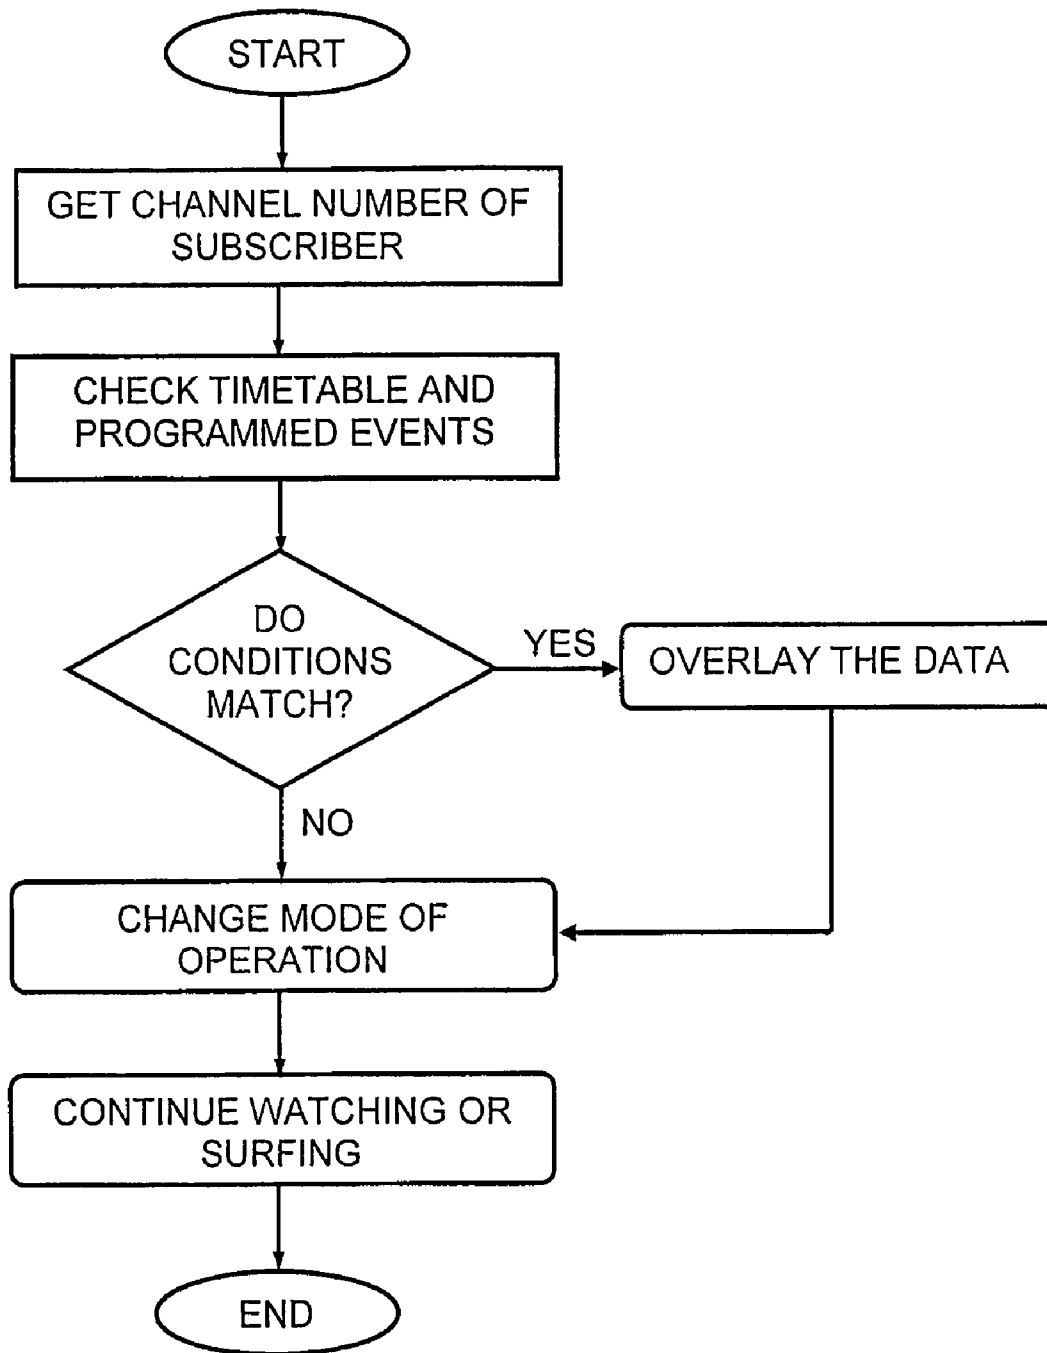 START
GET CHANNEL NUMBER OF
SUBSCRIBER
CHECK TIMETABLE AND
PROGRAMMED EVENTS
DO
CONDITIONS
MATCH?
YES
OVERLAY THE DATA
NO
CHANGE MODE OF
OPERATION
CONTINUE WATCHING OR
SURFING
END